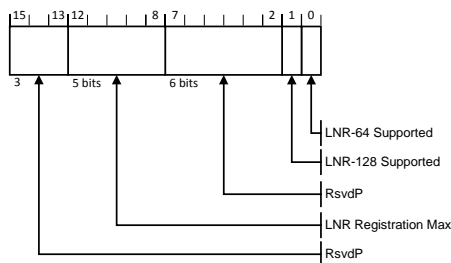 15 13 12 8 7 2 1 0
3 5 bits 6 bits
LNR-64 Supported
LNR-128 Supported
RsvdP
LNR Registration Max
RsvdP